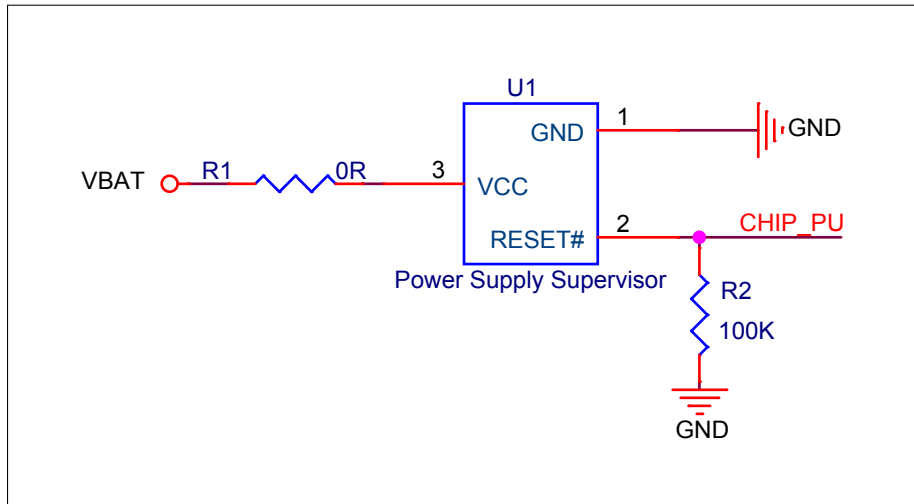 U1
1
GND
GND
VBAT
R1
0R
3
VCC
2
CHIP_PU
RESET#
Power Supply Supervisor
R2
100K
GND